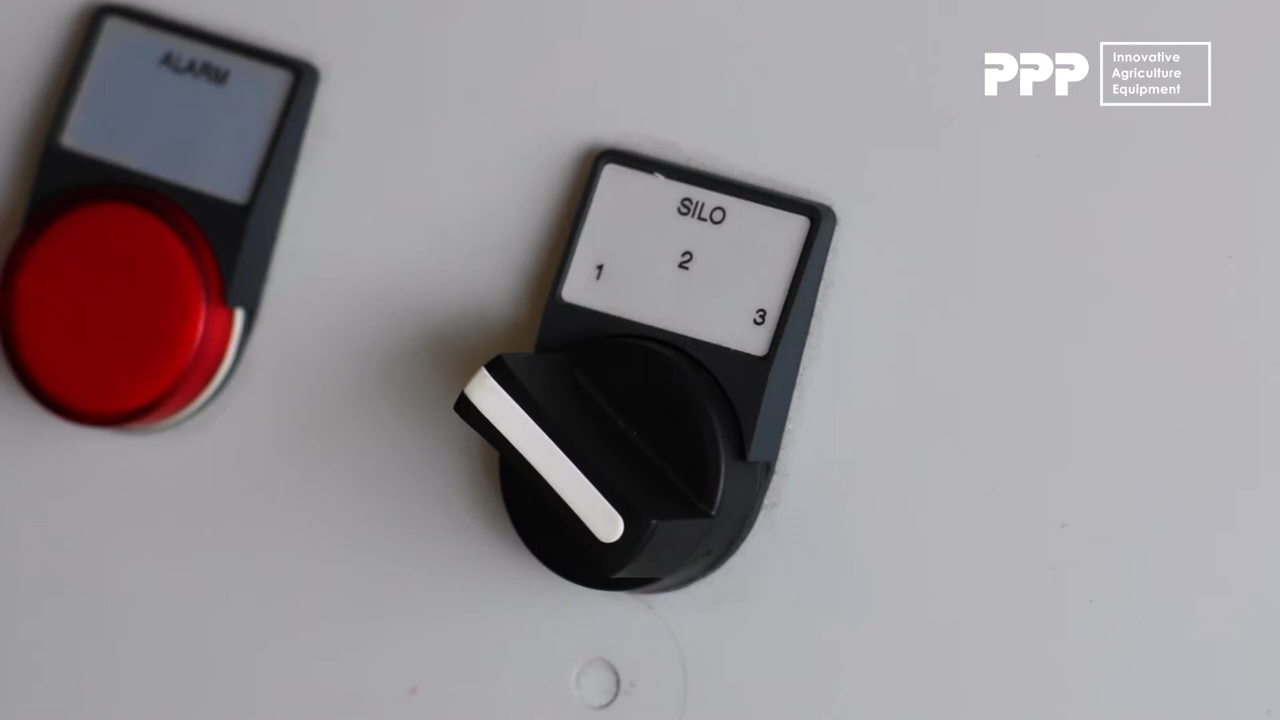 ALARM
SILO
1
2
3
PPP
Innovative
Agriculture
Equipment